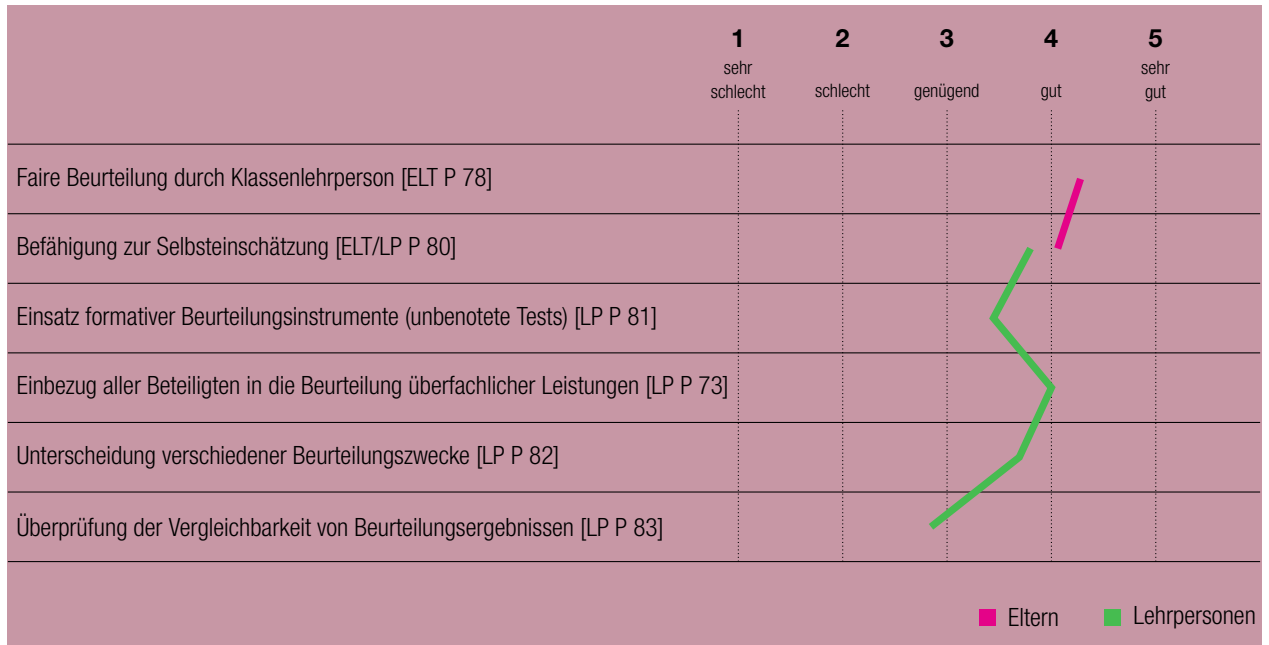 1 2 3 4 5
sehr schlecht schlecht genügend gut sehr gut
Faire Beurteilung durch Klassenlehrperson [ELT P 78]
Befähigung zur Selbsteinschätzung [ELT/LP P 80]
Einsatz formativer Beurteilungsinstrumente (unbenotete Tests) [LP P 81]
Einbezug aller Beteiligten in die Beurteilung überfachlicher Leistungen [LP P 73]
Unterscheidung verschiedener Beurteilungszwecke [LP P 82]
Überprüfung der Vergleichbarkeit von Beurteilungsergebnissen [LP P 83]
Eltern Lehrpersonen